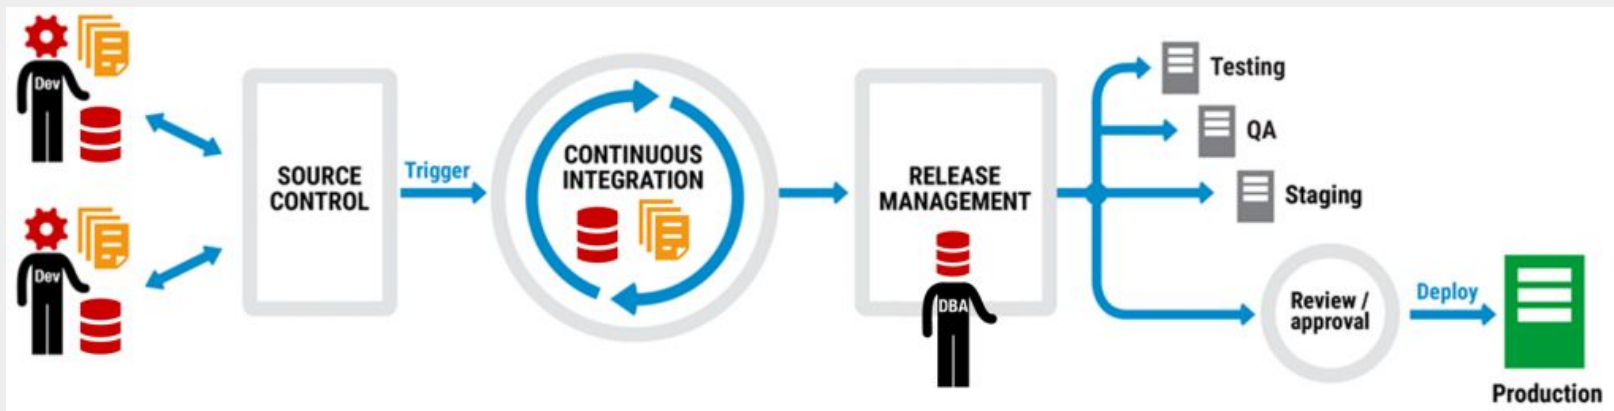 Dev
Dev
SOURCE
CONTROL
Trigger
CONTINUOUS
INTEGRATION
RELEASE
MANAGEMENT
DBA
Testing
QA
Staging
Review /
approval
Deploy
Production